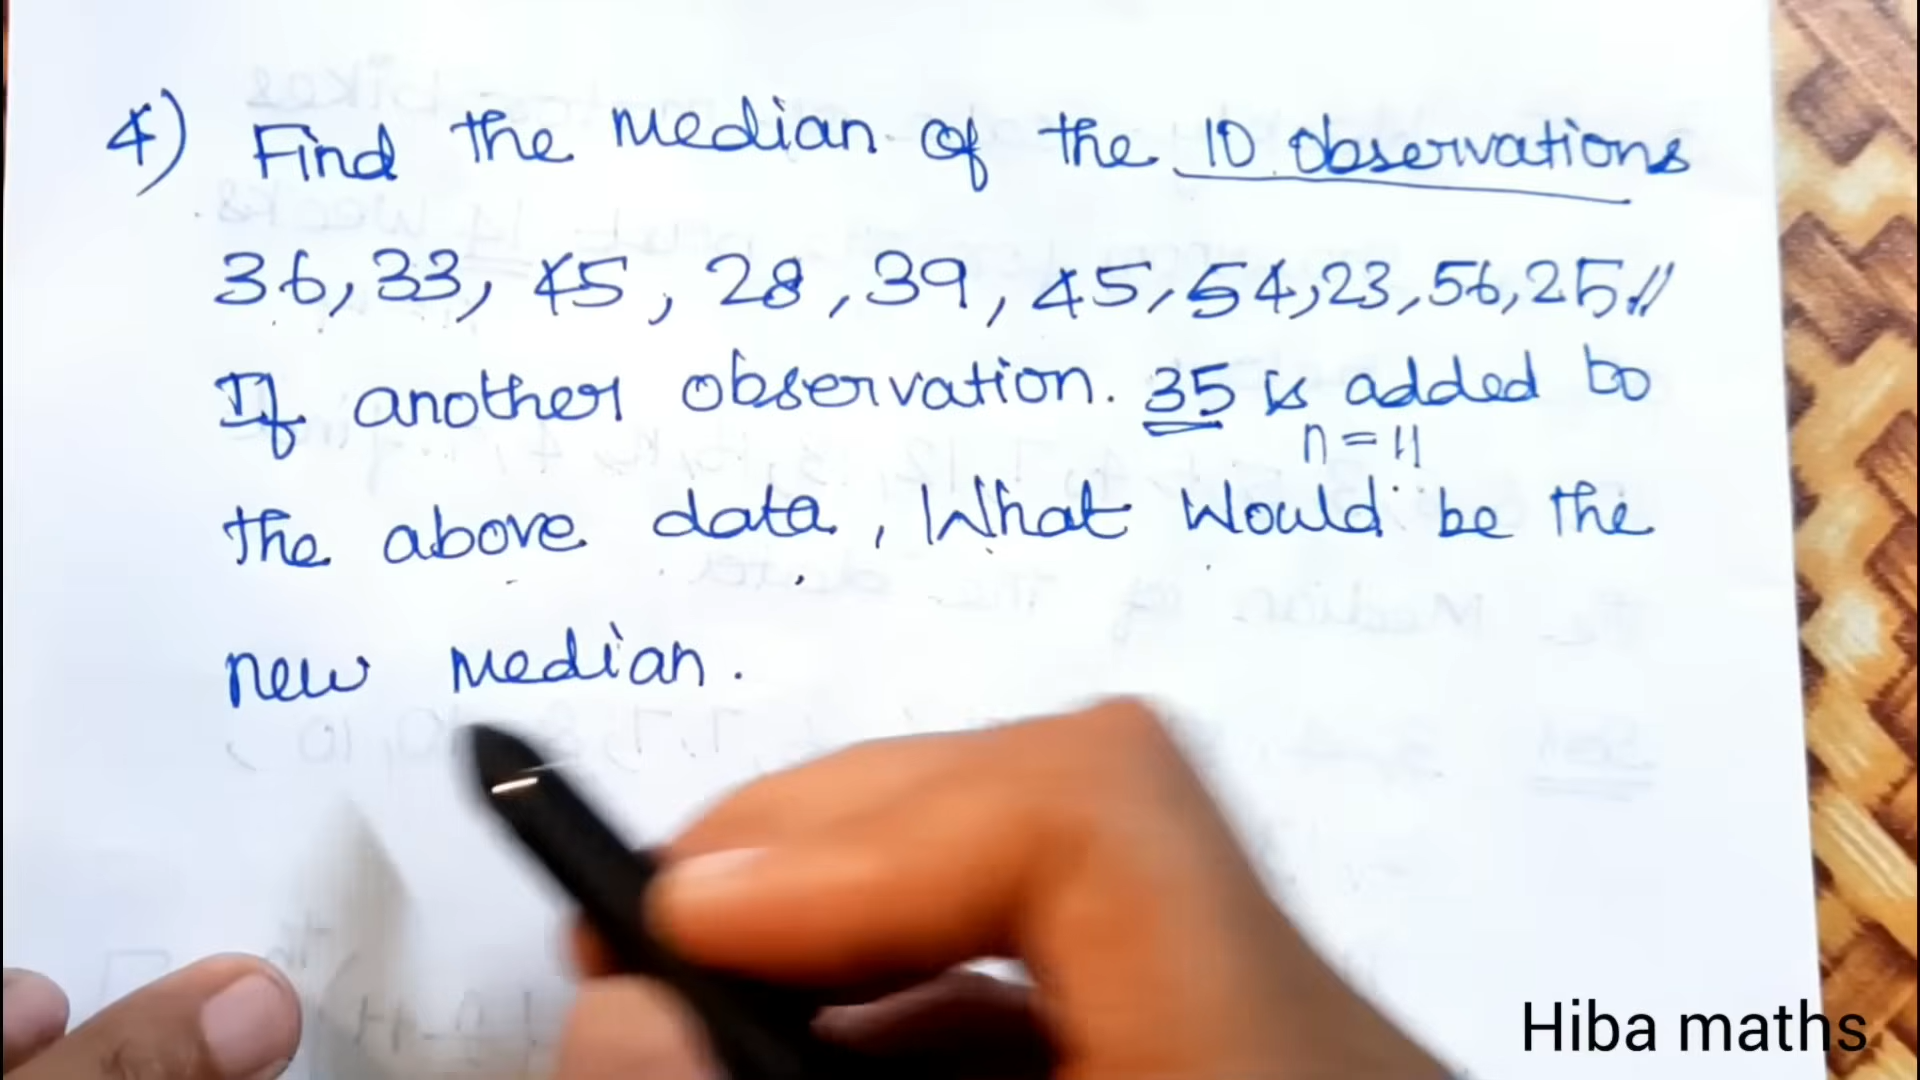 4) Find the median of the 10 observations
36, 33, 45, 28, 39, 45, 54, 23, 56, 25//
If another observation. 35 is added to
n = 11
the above data, What would be the
new median.
Hiba maths